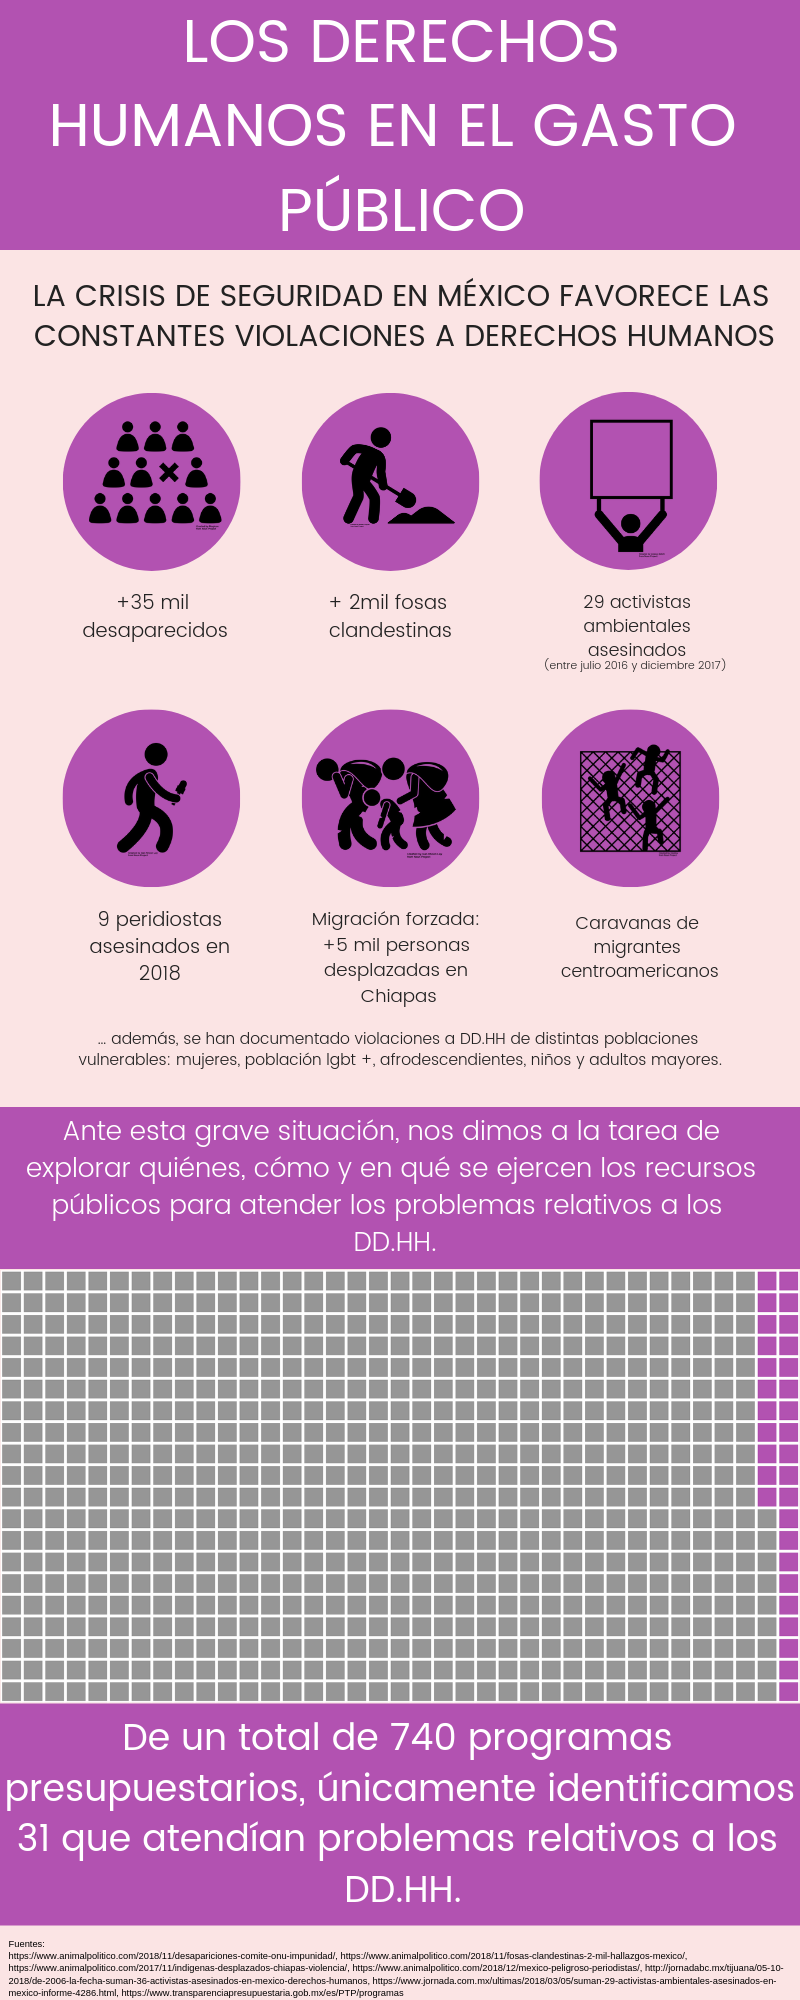 LOS DERECHOS
HUMANOS EN EL GASTO
PÚBLICO
LA CRISIS DE SEGURIDAD EN MÉXICO FAVORECE LAS
CONSTANTES VIOLACIONES A DERECHOS HUMANOS
+35 mil
desaparecidos
+ 2mil fosas
clandestinas
29 activistas
ambientales
asesinados
(entre julio 2016 y diciembre 2017)
9 peridiostas
asesinados en
2018
Migración forzada:
+5 mil personas
desplazadas en
Chiapas
Caravanas de
migrantes
centroamericanos
... además, se han documentado violaciones a DD.HH de distintas poblaciones
vulnerables: mujeres, población lgbt +, afrodescendientes, niños y adultos mayores.
Ante esta grave situación, nos dimos a la tarea de
explorar quiénes, cómo y en qué se ejercen los recursos
públicos para atender los problemas relativos a los
DD.HH.
De un total de 740 programas
presupuestarios, únicamente identificamos
31 que atendían problemas relativos a los
DD.HH.
Fuentes:
https://www.animalpolitico.com/2018/11/desapariciones-comite-onu-impunidad/, https://www.animalpolitico.com/2018/11/fosas-clandestinas-2-mil-hallazgos-mexico/,
https://www.animalpolitico.com/2017/11/indigenas-desplazados-chiapas-violencia/, https://www.animalpolitico.com/2018/12/mexico-peligroso-periodistas/, http://jornadabc.mx/tijuana/05-10-
2018/de-2006-la-fecha-suman-36-activistas-asesinados-en-mexico-derechos-humanos, https://www.jornada.com.mx/ultimas/2018/03/05/suman-29-activistas-ambientales-asesinados-en-
mexico-informe-4286.html, https://www.transparenciapresupuestaria.gob.mx/es/PTP/programas